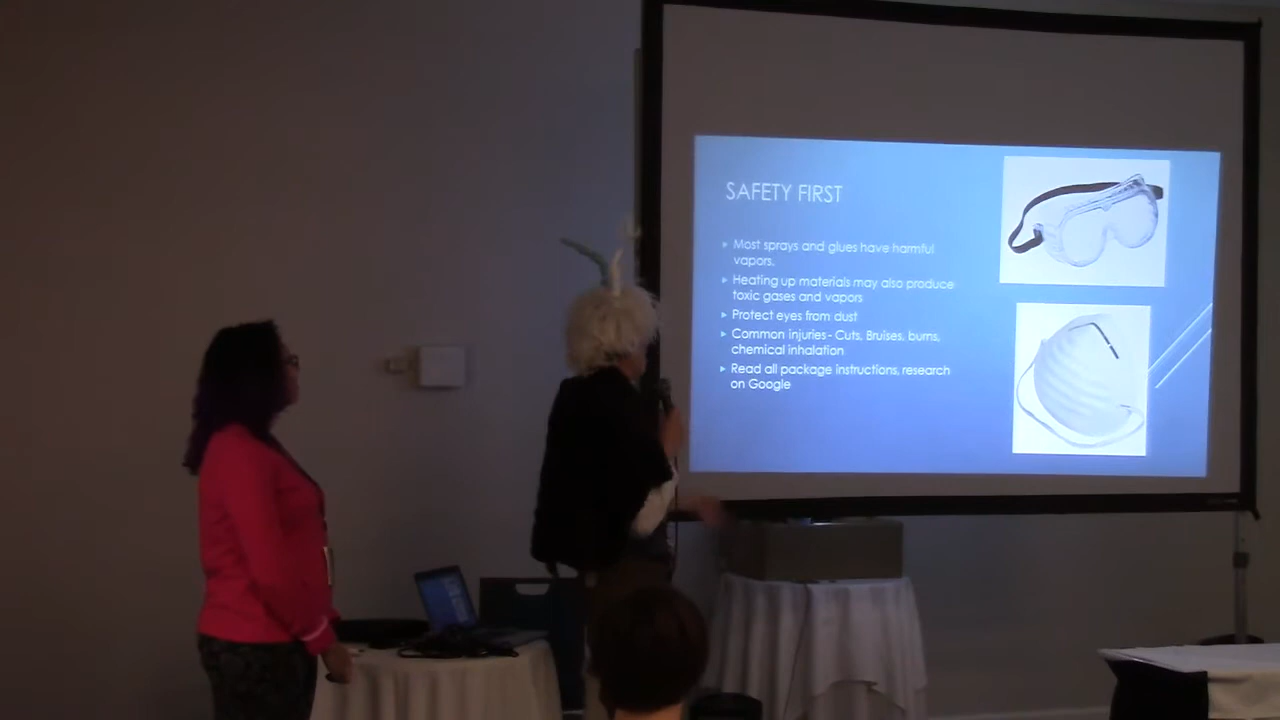 SAFETY FIRST
Most sprays and glues have harmful
vapors.
Heating up materials may also produce
toxic gases and vapors
Protect eyes from dust
Common injuries- Cuts, Bruises, burns,
chemical inhalation
Read all package instructions, research
on Google